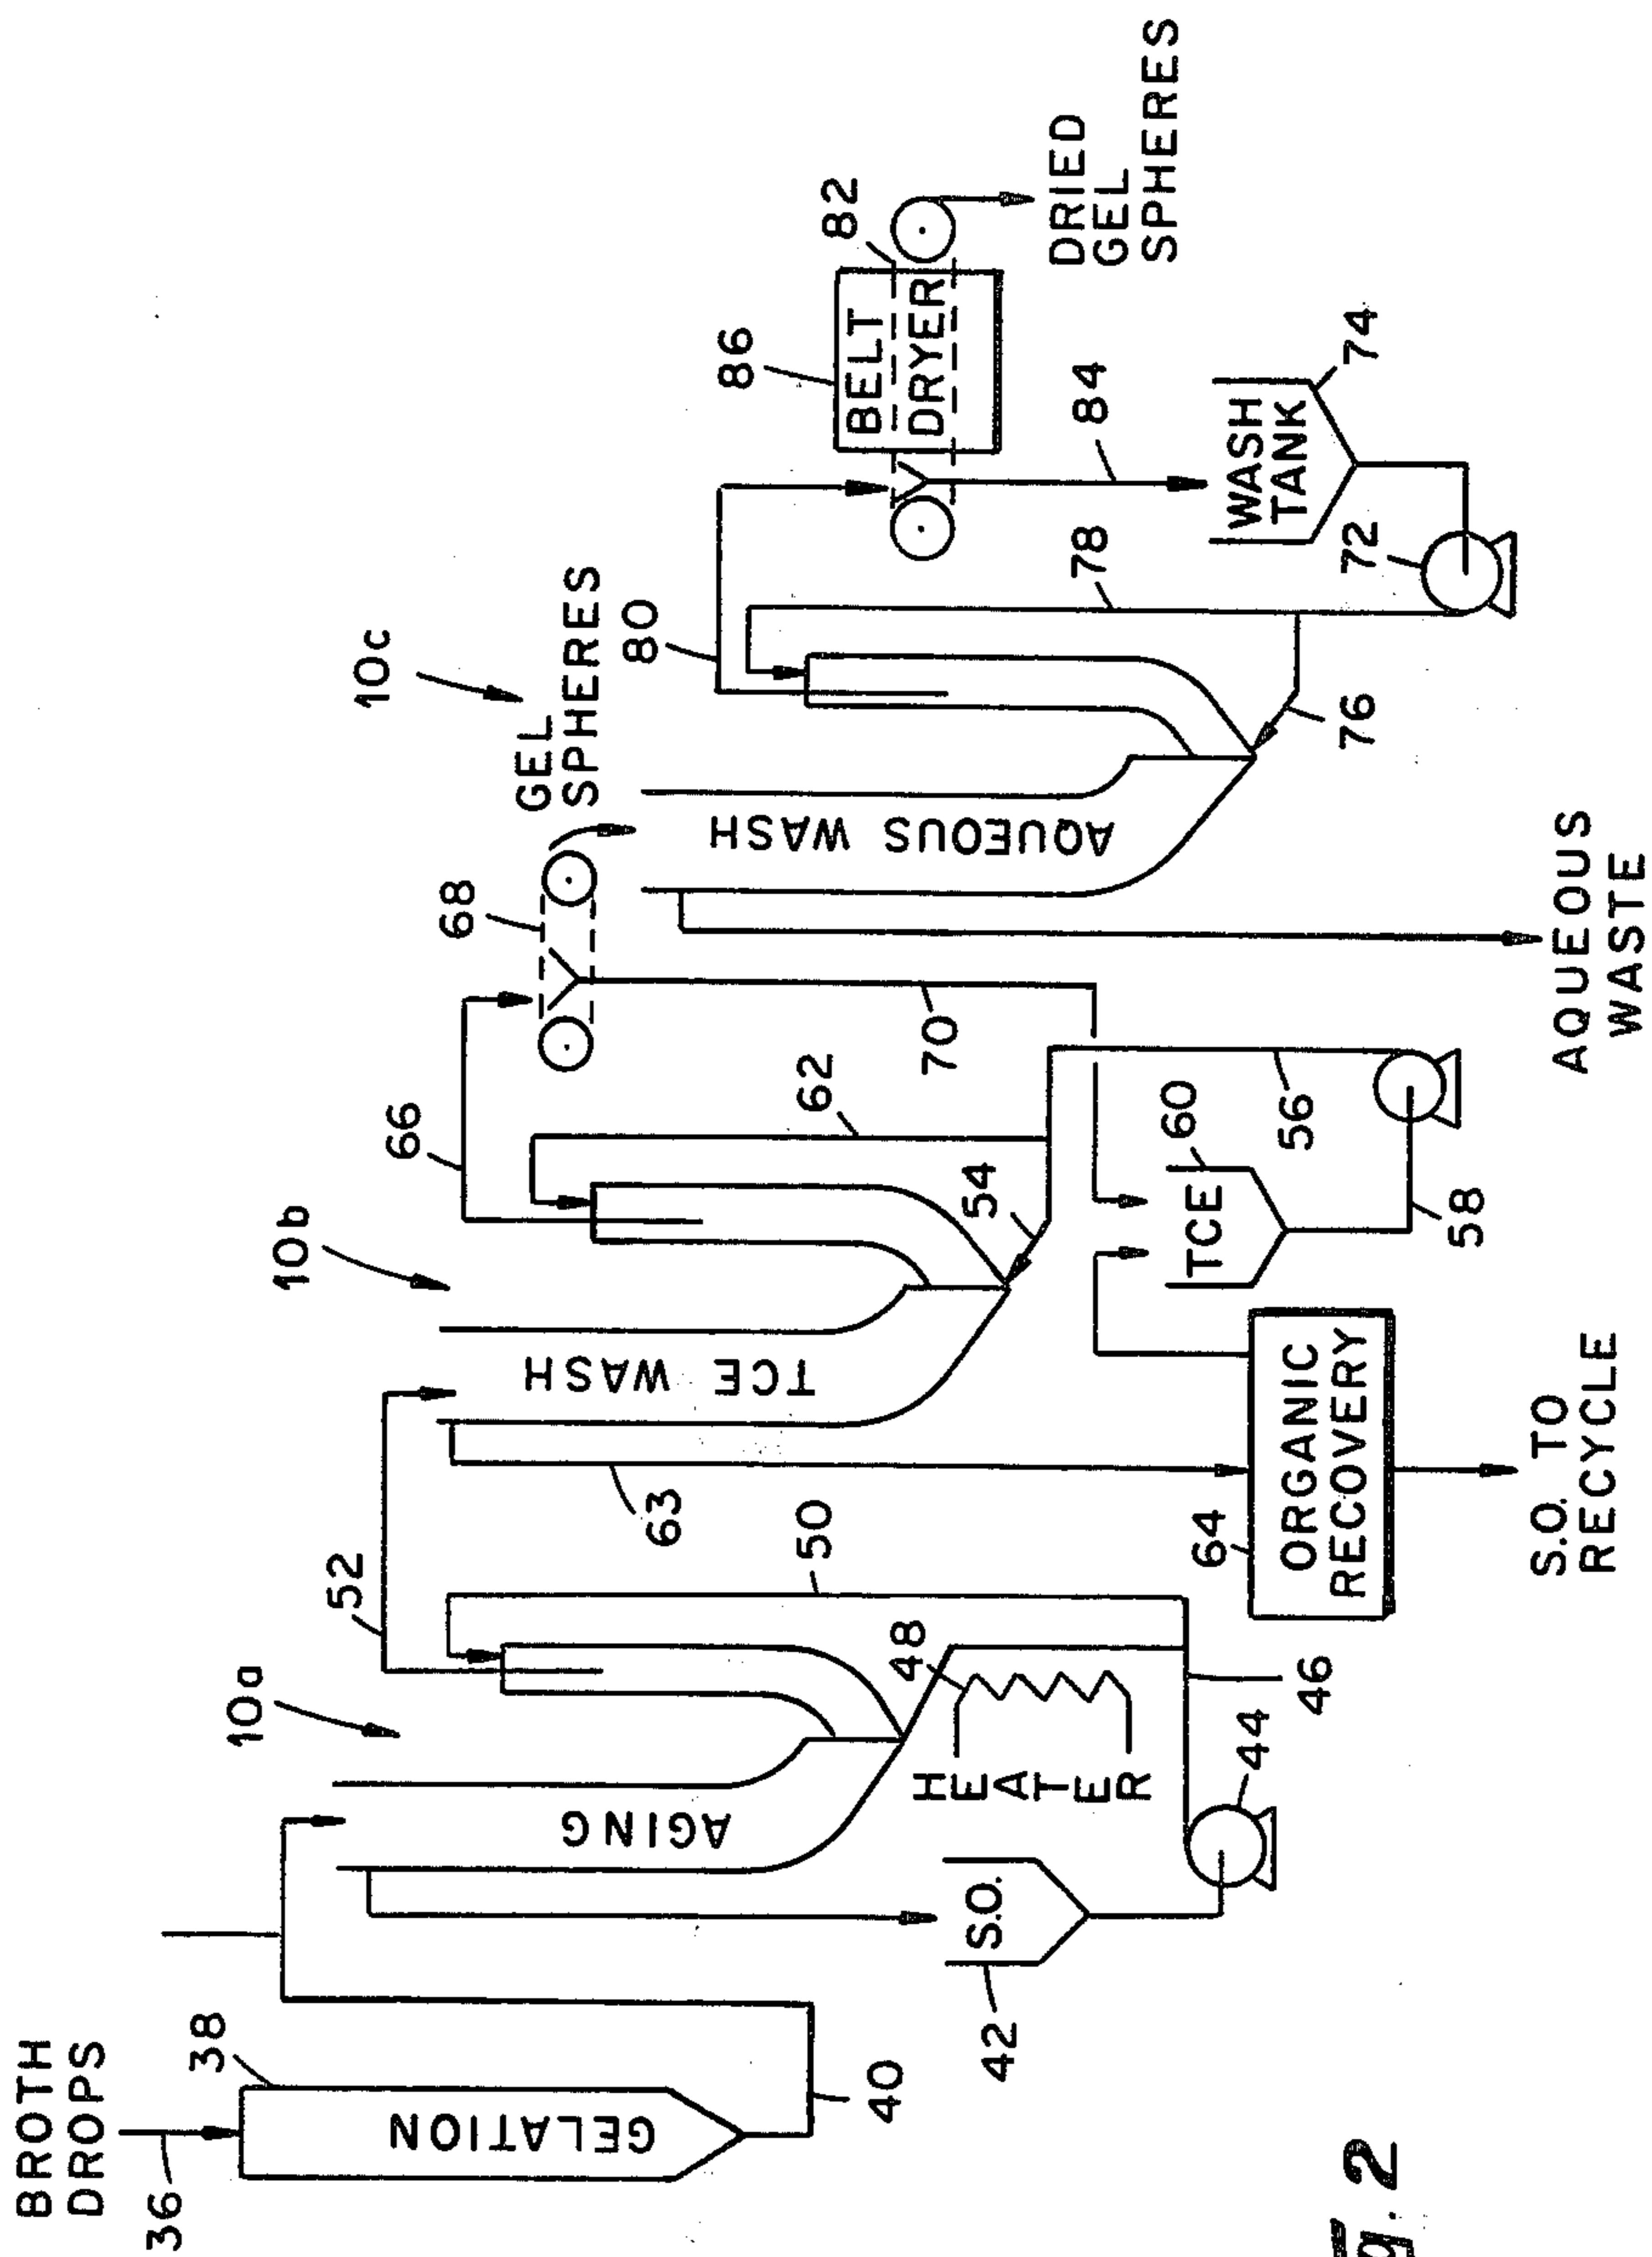 BROTH
DROPS
36
38
GELATION
40
10a
AGING
52
50
48
HEATER
46
44
S.O.
42
10b
TCE WASH
66
63
62
54
64
ORGANIC
RECOVERY
S.O. TO
RECYCLE
TCE
60
56
58
68
70
10c
GEL
SPHERES
AQUEOUS WASH
AQUEOUS
WASTE
80
78
76
72
WASH
TANK
74
84
86
BELT
DRYER
82
DRIED
GEL
SPHERES
g. 2